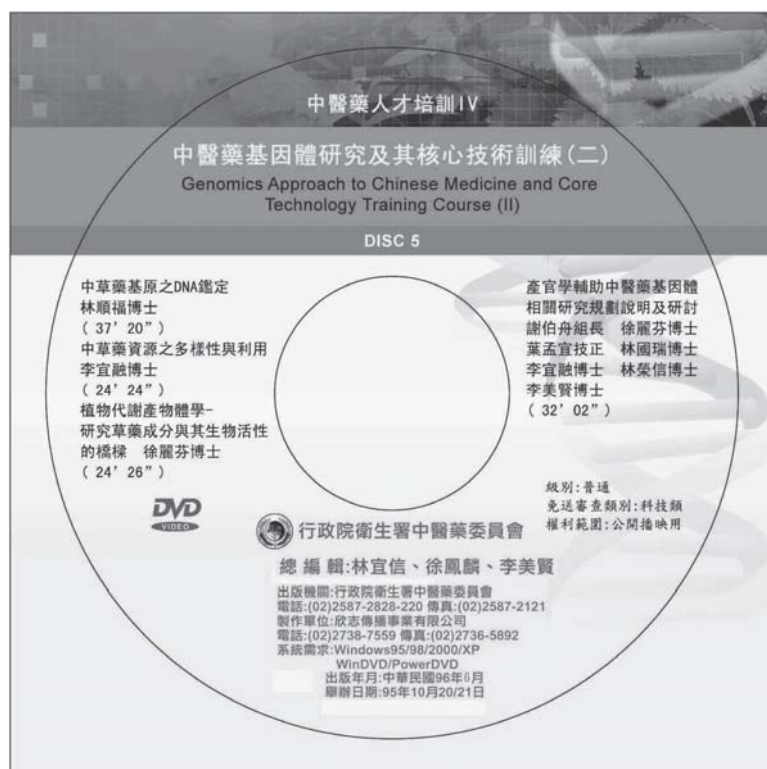 中醫藥人才培訓IV
中醫藥基因體研究及其核心技術訓練(二)
Genomics Approach to Chinese Medicine and Core
Technology Training Course (II)
DISC 5
中草藥基原之DNA鑑定
林順福博士
( 37’ 20” )
中草藥資源之多樣性與利用
李宜融博士
( 24’ 24” )
植物代謝產物體學-
研究草藥成分與其生物活性
的橋樑 徐麗芬博士
( 24’ 26” )
產官學輔助中醫藥基因體
相關研究規劃說明及研討
謝伯舟組長 徐麗芬博士
葉孟宜技正 林國瑞博士
李宜融博士 林榮信博士
李美賢博士
( 32’ 02” )
級別:普通
免送審查類別:科技類
權利範圍:公開播映用
DVD
VIDEO
行政院衛生署中醫藥委員會
總 編 輯:林宜信、徐鳳麟、李美賢
出版機關:行政院衛生署中醫藥委員會
電話:(02)2587-2828-220 傳真:(02)2587-2121
製作單位:欣志傳播事業有限公司
電話:(02)2738-7559 傳真:(02)2736-5892
系統需求:Windows95/98/2000/XP
WinDVD/PowerDVD
出版年月:中華民國96年6月
舉辦日期:95年10月20/21日